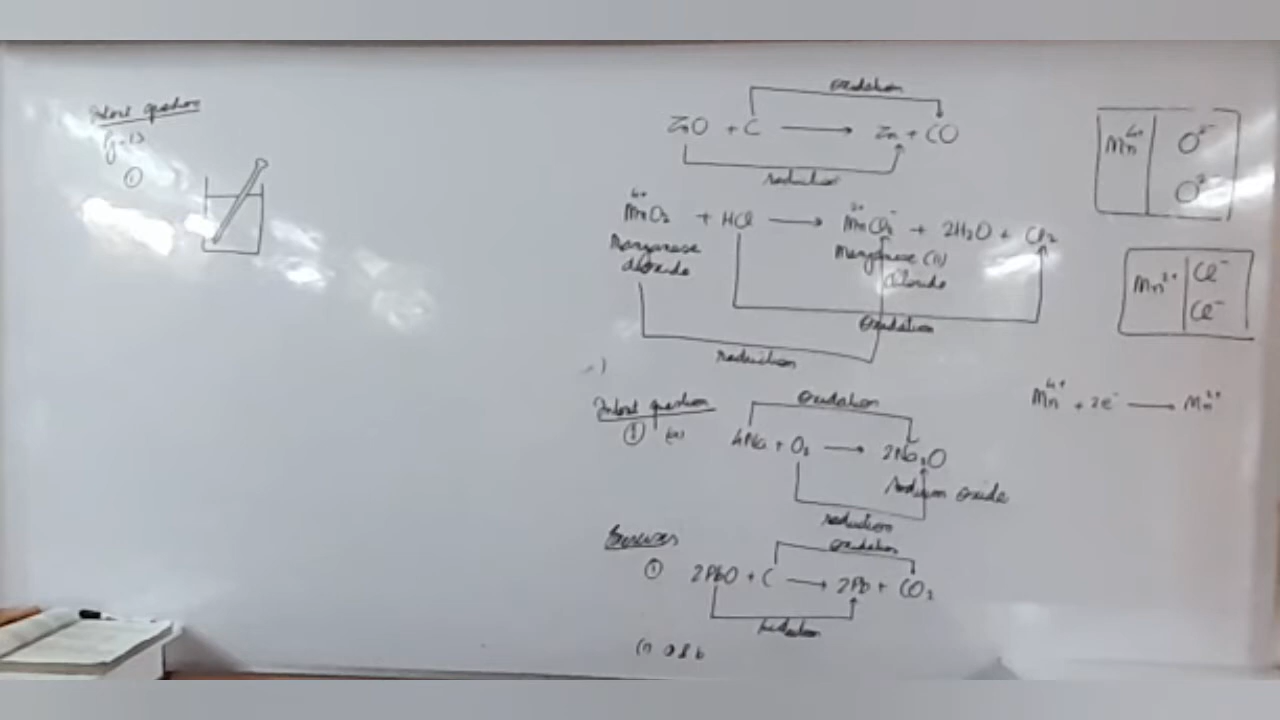 Intext question
①
oxidation
ZnO + C ⟶ Zn + CO
reduction
4+ 2+
MnO₂ + HCl ⟶ MnCl₂⁻ + 2H₂O + Cl₂
Manganese Manganese (II)
dioxide chloride
oxidation
reduction
Intext question
① (a)
oxidation
4Na + O₂ ⟶ 2Na₂O
sodium oxide
reduction
oxidation
① 2PbO + C ⟶ 2Pb + CO₂
reduction
(i) a & b
Mn⁴⁺ O²⁻
O²⁻
Mn²⁺ Cl⁻
Cl⁻
Mn⁴⁺ + 2e⁻ ⟶ Mn²⁺